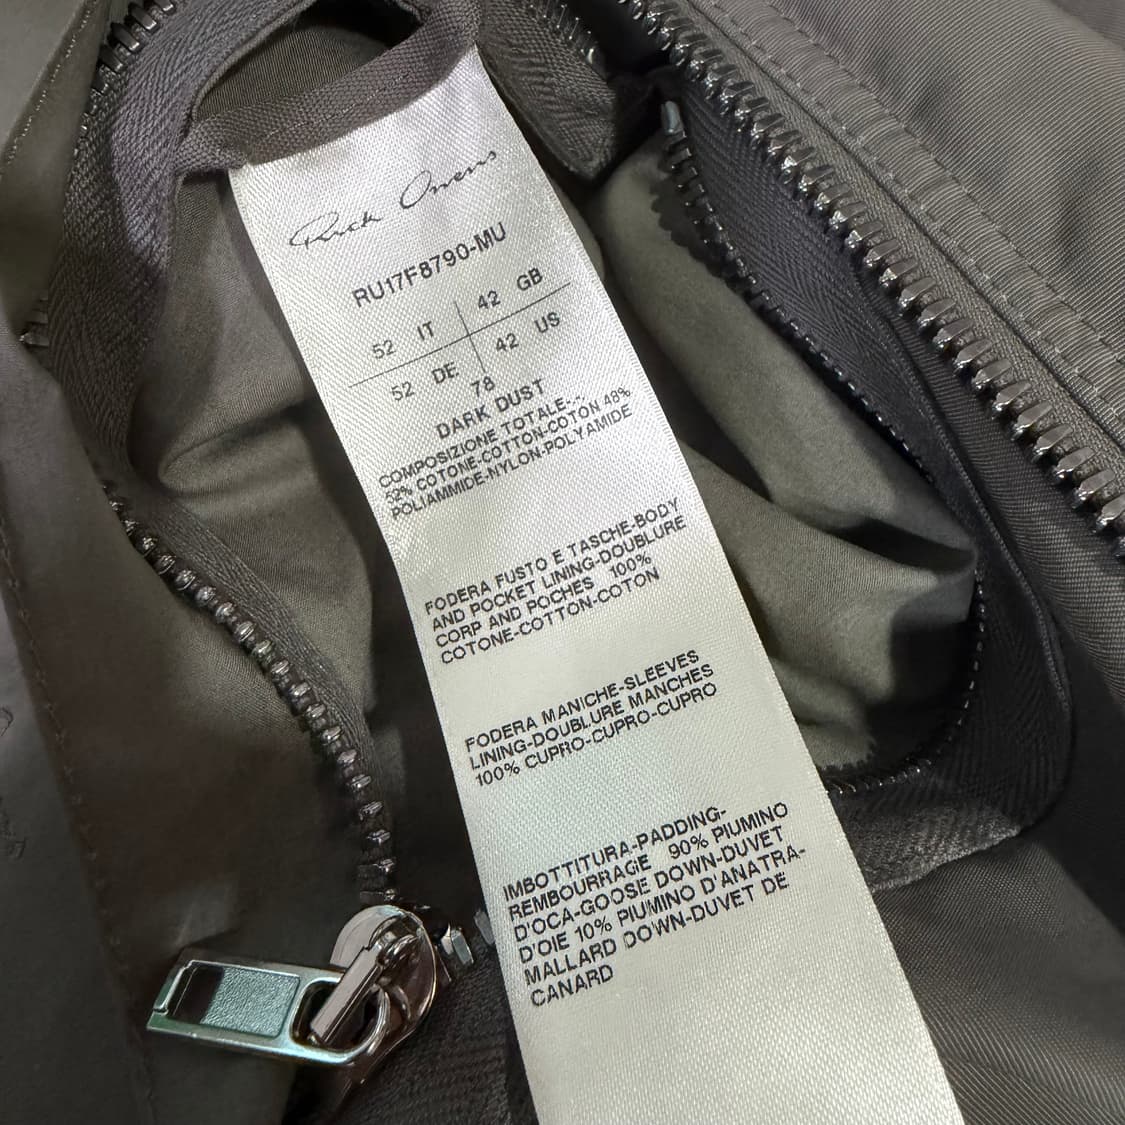 Rick Owens
RU17F8790-MU
52 IT 42 GB
52 DE 42 US
78
DARK DUST
COMPOSIZIONE TOTALE-..
52% COTONE-COTTON-COTON 48%
POLIAMMIDE-NYLON-POLYAMIDE
FODERA FUSTO E TASCHE-BODY
AND POCKET LINING-DOUBLURE
CORP AND POCHES 100%
COTONE-COTTON-COTON
FODERA MANICHE-SLEEVES
LINING-DOUBLURE MANCHES
100% CUPRO-CUPRO-CUPRO
IMBOTTITURA-PADDING-
REMBOURRAGE 90% PIUMINO
D'OCA-GOOSE DOWN-DUVET
D'OIE 10% PIUMINO D'ANATRA-
MALLARD DOWN-DUVET DE
CANARD